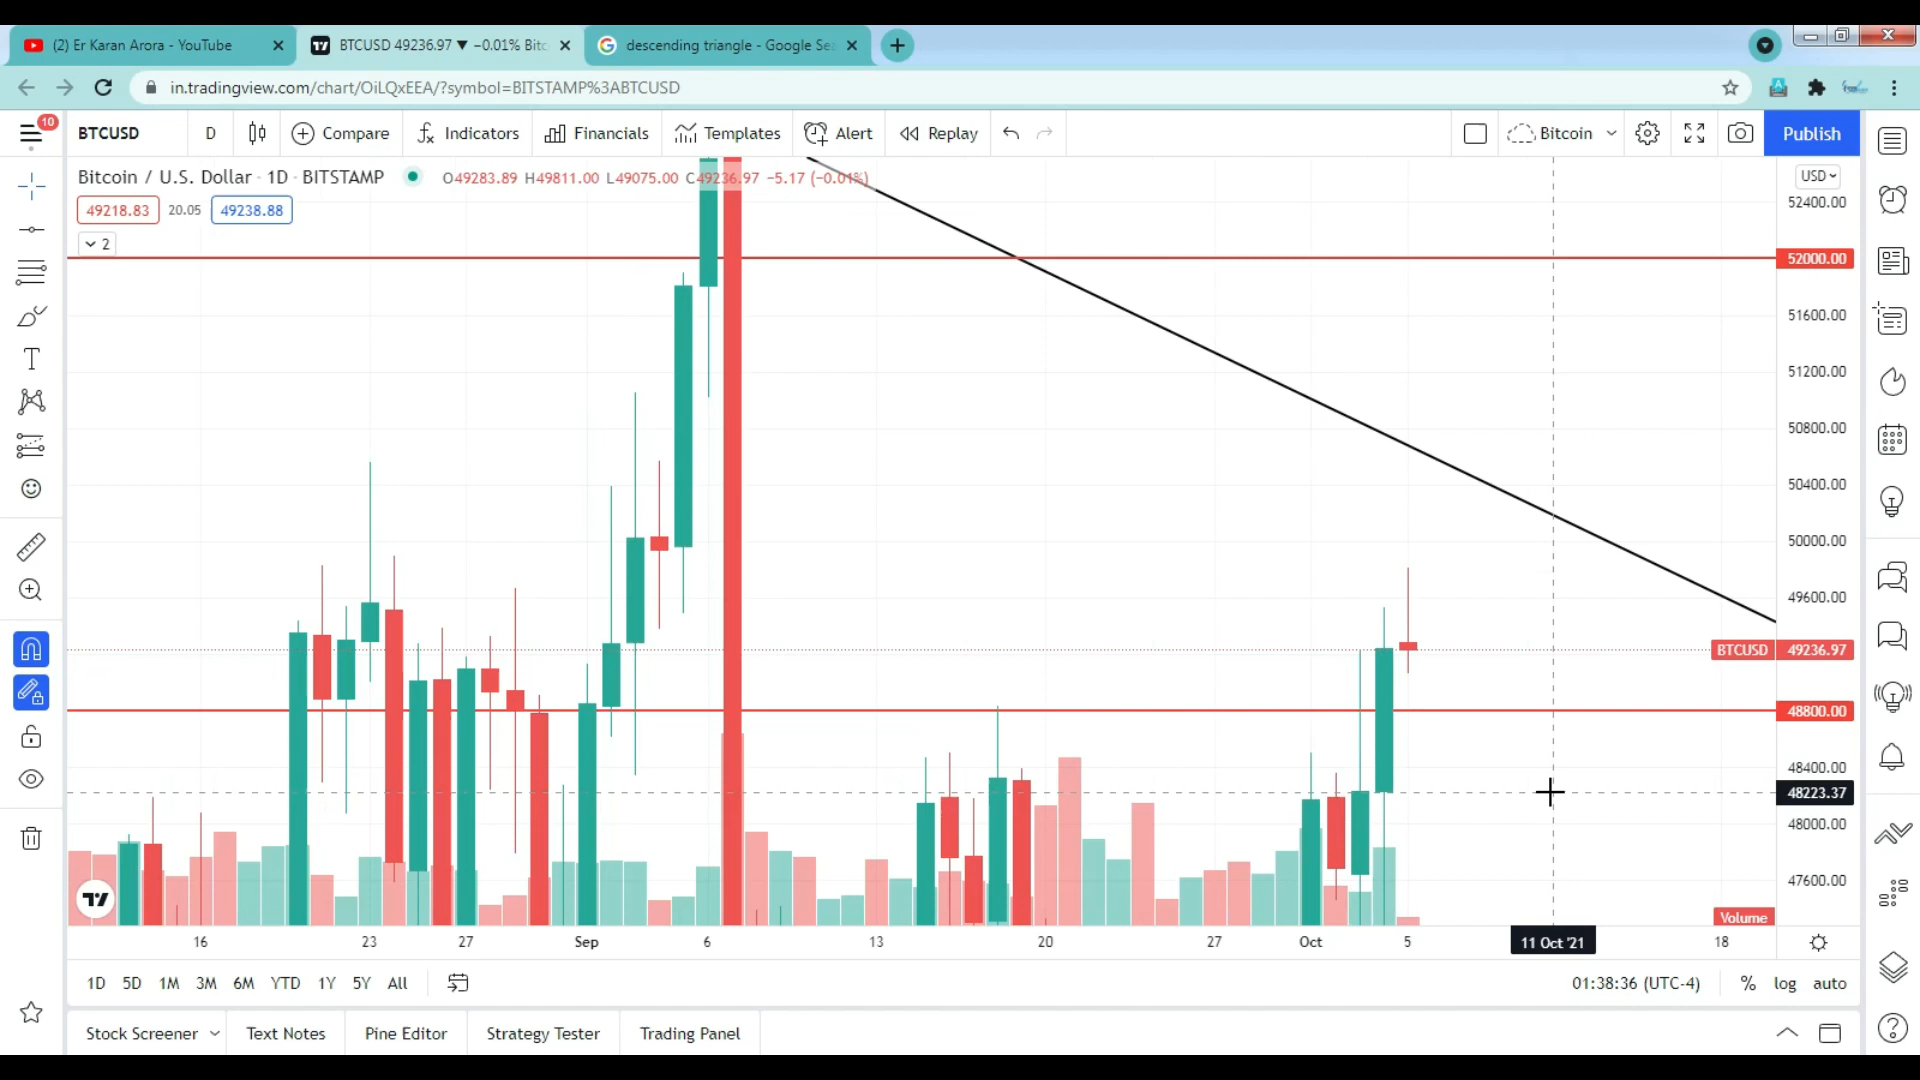 (2) Er Karan Arora - YouTube
BTCUSD 49236.97 ▼ −0.01% Bitc
descending triangle - Google Sea
in.tradingview.com/chart/OiLQxEEA/?symbol=BITSTAMP%3ABTCUSD
10
BTCUSD
D
Compare
Indicators
Financials
Templates
Alert
Replay
Bitcoin
Publish
Bitcoin / U.S. Dollar · 1D · BITSTAMP
O49283.89 H49811.00 L49075.00 C49236.97 −5.17 (−0.01%)
USD
52400.00
49218.83
20.05
49238.88
2
52000.00
51600.00
51200.00
50800.00
50400.00
50000.00
49600.00
BTCUSD
49236.97
48800.00
48400.00
48223.37
48000.00
47600.00
Volume
16
23
27
Sep
6
13
20
27
Oct
5
11 Oct '21
18
1D
5D
1M
3M
6M
YTD
1Y
5Y
All
01:38:36 (UTC-4)
%
log
auto
Stock Screener
Text Notes
Pine Editor
Strategy Tester
Trading Panel